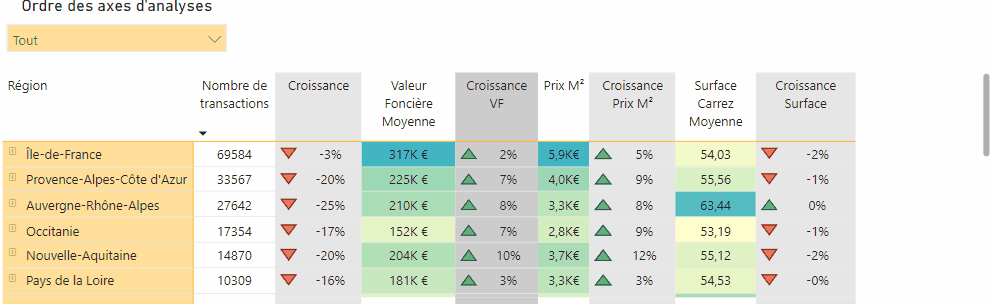 Ordre des axes d'analyses
Tout
Région Nombre de transactions Croissance Valeur Foncière Moyenne Croissance VF Prix M² Croissance Prix M² Surface Carrez Moyenne Croissance Surface
Île-de-France 69584 -3% 317K € 2% 5,9K€ 5% 54,03 -2%
Provence-Alpes-Côte d'Azur 33567 -20% 225K € 7% 4,0K€ 9% 55,56 -1%
Auvergne-Rhône-Alpes 27642 -25% 210K € 8% 3,3K€ 8% 63,44 0%
Occitanie 17354 -17% 152K € 7% 2,8K€ 9% 53,19 -1%
Nouvelle-Aquitaine 14870 -20% 204K € 10% 3,7K€ 12% 55,12 -2%
Pays de la Loire 10309 -16% 181K € 3% 3,3K€ 3% 54,53 -0%